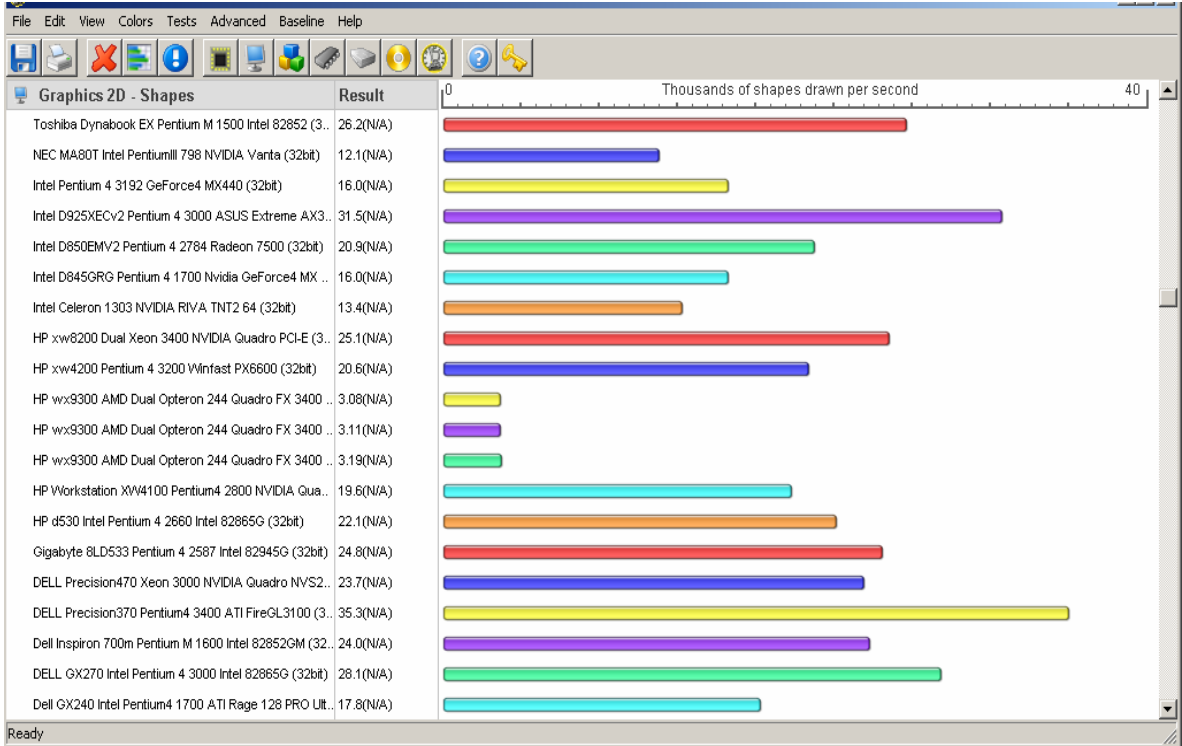 File Edit View Colors Tests Advanced Baseline Help
Graphics 2D - Shapes Result 0 Thousands of shapes drawn per second 40
Toshiba Dynabook EX Pentium M 1500 Intel 82852 (3.. 26.2(N/A)
NEC MA80T Intel PentiumIII 798 NVIDIA Vanta (32bit) 12.1(N/A)
Intel Pentium 4 3192 GeForce4 MX440 (32bit) 16.0(N/A)
Intel D925XECv2 Pentium 4 3000 ASUS Extreme AX3.. 31.5(N/A)
Intel D850EMV2 Pentium 4 2784 Radeon 7500 (32bit) 20.9(N/A)
Intel D845GRG Pentium 4 1700 Nvidia GeForce4 MX .. 16.0(N/A)
Intel Celeron 1303 NVIDIA RIVA TNT2 64 (32bit) 13.4(N/A)
HP xw8200 Dual Xeon 3400 NVIDIA Quadro PCI-E (3.. 25.1(N/A)
HP xw4200 Pentium 4 3200 Winfast PX6600 (32bit) 20.6(N/A)
HP wx9300 AMD Dual Opteron 244 Quadro FX 3400 .. 3.08(N/A)
HP wx9300 AMD Dual Opteron 244 Quadro FX 3400 .. 3.11(N/A)
HP wx9300 AMD Dual Opteron 244 Quadro FX 3400 .. 3.19(N/A)
HP Workstation XW4100 Pentium4 2800 NVIDIA Qua.. 19.6(N/A)
HP d530 Intel Pentium 4 2660 Intel 82865G (32bit) 22.1(N/A)
Gigabyte 8LD533 Pentium 4 2587 Intel 82945G (32bit) 24.8(N/A)
DELL Precision470 Xeon 3000 NVIDIA Quadro NVS2.. 23.7(N/A)
DELL Precision370 Pentium4 3400 ATI FireGL3100 (3.. 35.3(N/A)
Dell Inspiron 700m Pentium M 1600 Intel 82852GM (32.. 24.0(N/A)
DELL GX270 Intel Pentium 4 3000 Intel 82865G (32bit) 28.1(N/A)
Dell GX240 Intel Pentium4 1700 ATI Rage 128 PRO Ult.. 17.8(N/A)
Ready